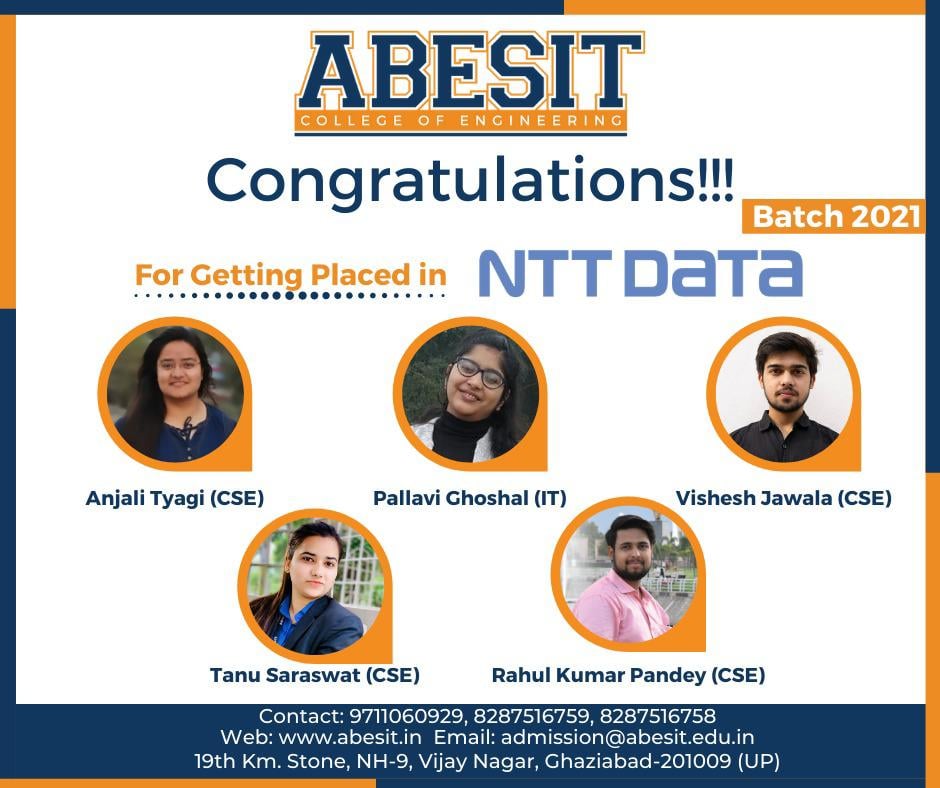 ABESIT
COLLEGE OF ENGINEERING
Congratulations!!!
Batch 2021
For Getting Placed in
NTT DATA
Anjali Tyagi (CSE)
Pallavi Ghoshal (IT)
Vishesh Jawala (CSE)
Tanu Saraswat (CSE)
Rahul Kumar Pandey (CSE)
Contact: 9711060929, 8287516759, 8287516758
Web: www.abesit.in Email: admission@abesit.edu.in
19th Km. Stone, NH-9, Vijay Nagar, Ghaziabad-201009 (UP)